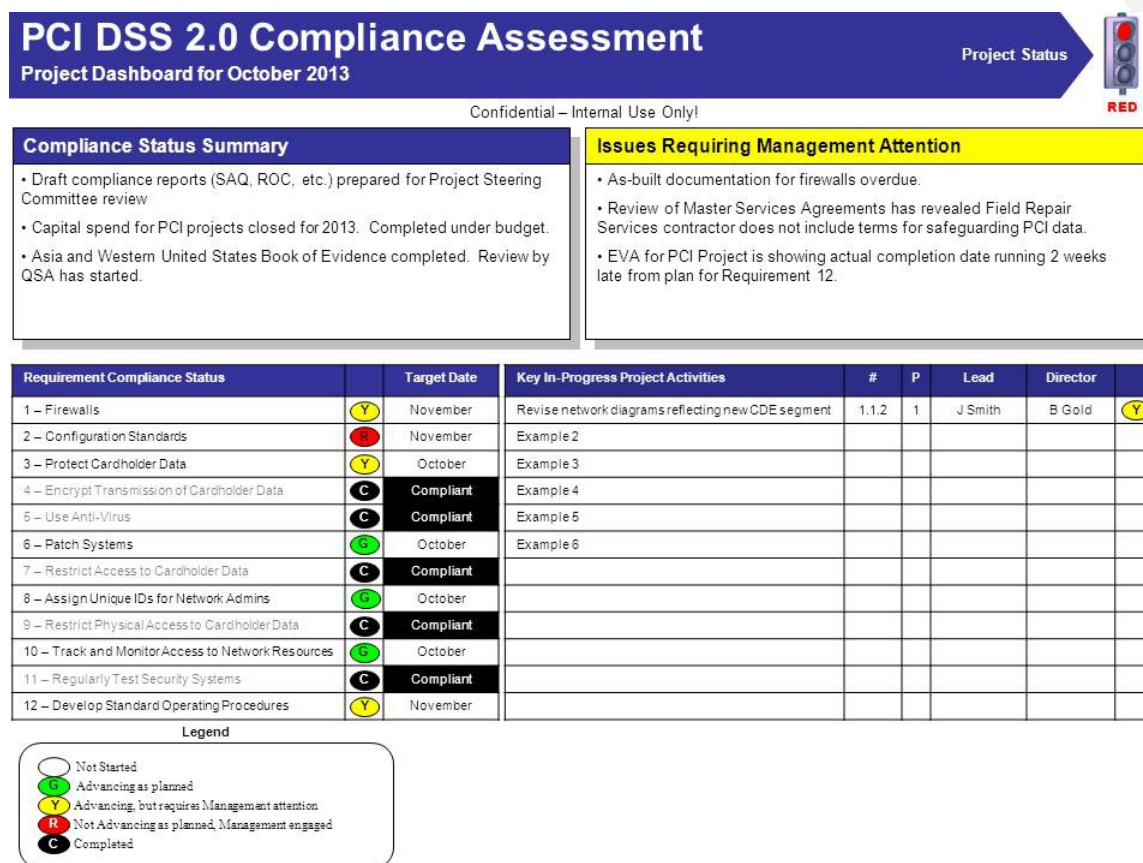 PCI DSS 2.0 Compliance Assessment
Project Dashboard for October 2013
Project Status
RED
Confidential – Internal Use Only!
Compliance Status Summary
• Draft compliance reports (SAQ, ROC, etc.) prepared for Project Steering
Committee review
• Capital spend for PCI projects closed for 2013. Completed under budget.
• Asia and Western United States Book of Evidence completed. Review by
QSA has started.
Issues Requiring Management Attention
• As-built documentation for firewalls overdue.
• Review of Master Services Agreements has revealed Field Repair
Services contractor does not include terms for safeguarding PCI data.
• EVA for PCI Project is showing actual completion date running 2 weeks
late from plan for Requirement 12.
Requirement Compliance Status Target Date
1 – Firewalls Y November
2 – Configuration Standards R November
3 – Protect Cardholder Data Y October
4 – Encrypt Transmission of Cardholder Data C Compliant
5 – Use Anti-Virus C Compliant
6 – Patch Systems G October
7 – Restrict Access to Cardholder Data C Compliant
8 – Assign Unique IDs for Network Admins G October
9 – Restrict Physical Access to Cardholder Data C Compliant
10 – Track and Monitor Access to Network Resources G October
11 – Regularly Test Security Systems C Compliant
12 – Develop Standard Operating Procedures Y November
Key In-Progress Project Activities # P Lead Director
Revise network diagrams reflecting new CDE segment 1.1.2 1 J Smith B Gold Y
Example 2
Example 3
Example 4
Example 5
Example 6
Legend
Not Started
G Advancing as planned
Y Advancing, but requires Management attention
R Not Advancing as planned, Management engaged
C Completed